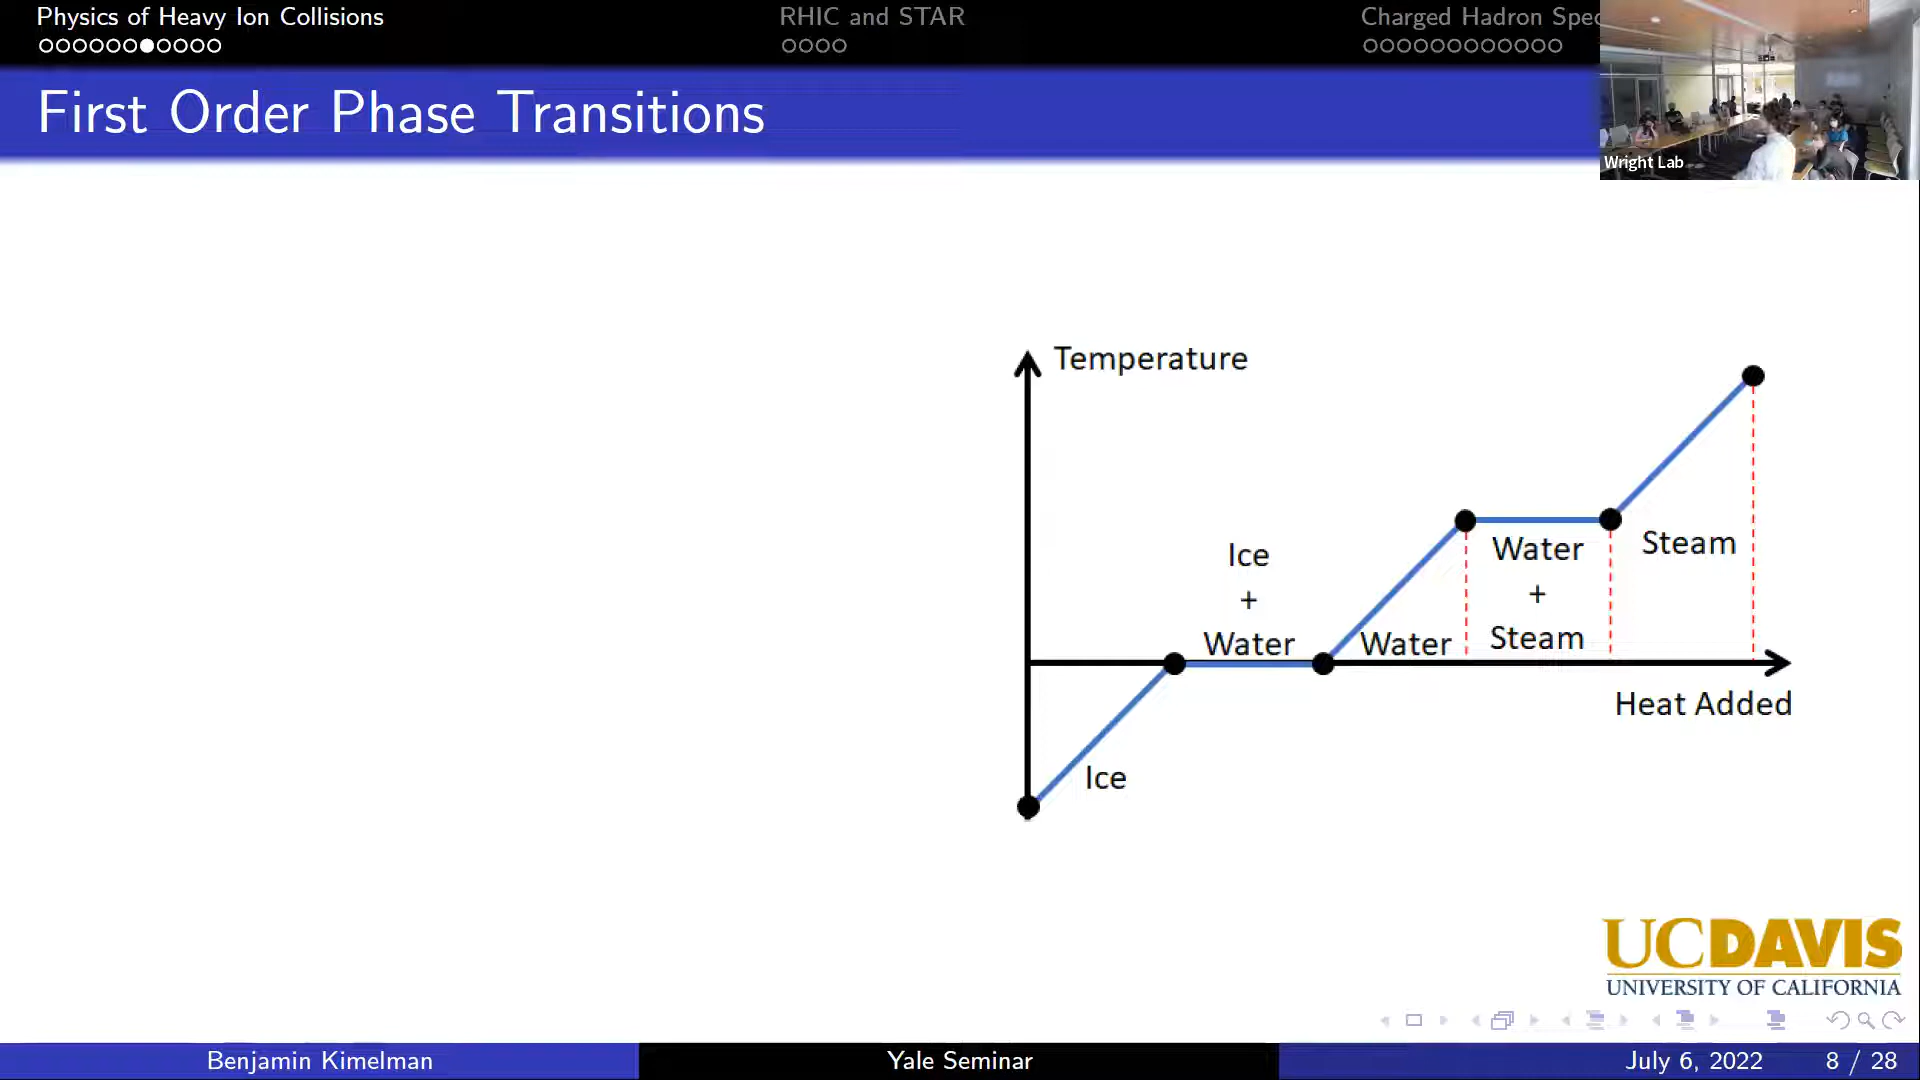 Physics of Heavy Ion Collisions
RHIC and STAR
Charged Hadron Spec
First Order Phase Transitions
Wright Lab
Temperature
Ice
+
Water
Water
Water
+
Steam
Steam
Heat Added
Ice
UCDAVIS
UNIVERSITY OF CALIFORNIA
Benjamin Kimelman
Yale Seminar
July 6, 2022
8 / 28